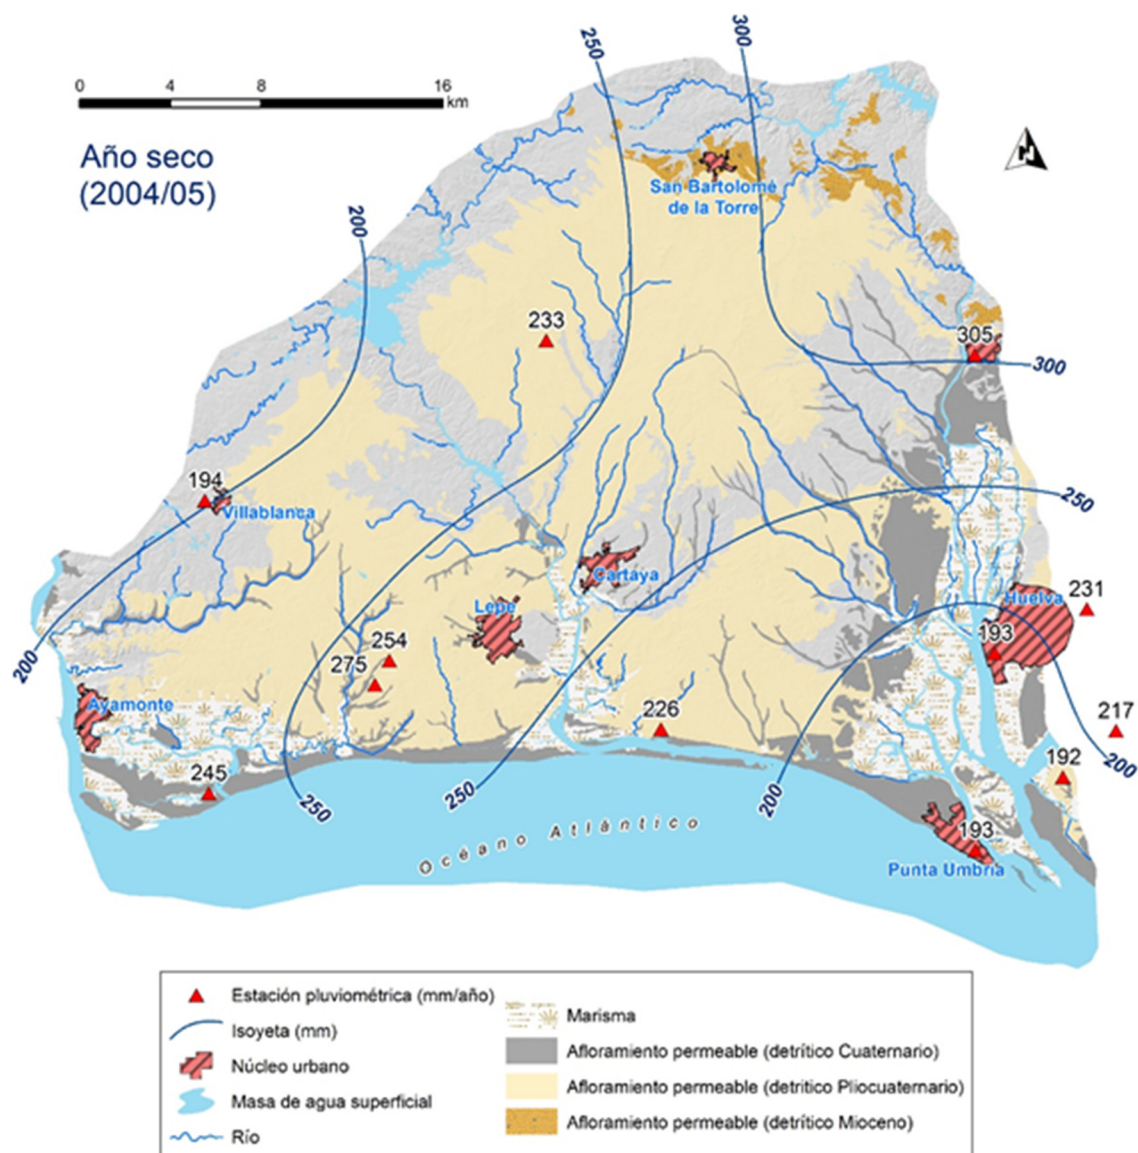 250
300
0 4 8 16
km
Año seco
(2004/05)
N
San Bartolomé
de la Torre
200
233
305
300
194
Villablanca
250
Cartaya
Lepe
Huelva
231
193
254
275
200
Ayamonte
226
217
192
200
245
250
250
200
Océano Atlántico
193
Punta Umbría
Estación pluviométrica (mm/año)
Isoyeta (mm)
Núcleo urbano
Masa de agua superficial
Río
Marisma
Afloramiento permeable (detrítico Cuaternario)
Afloramiento permeable (detrítico Pliocuaternario)
Afloramiento permeable (detrítico Mioceno)